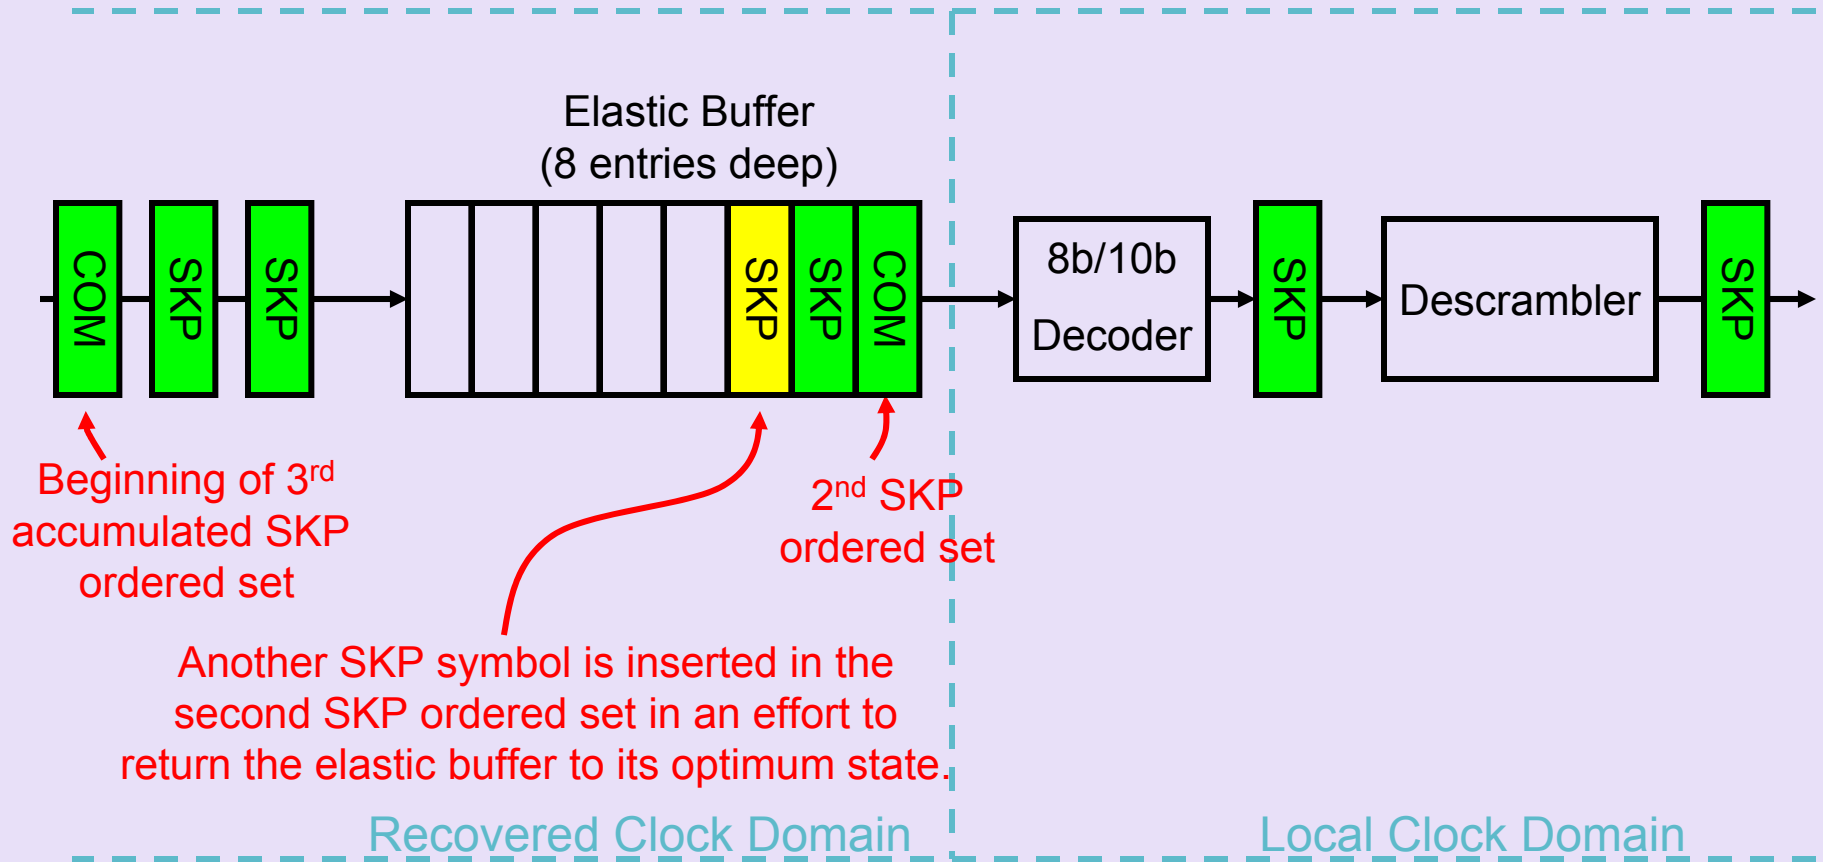 Elastic Buffer
(8 entries deep)
COM
SKP
SKP
SKP
SKP
COM
8b/10b
Decoder
SKP
Descrambler
SKP
Beginning of 3rd
accumulated SKP
ordered set
2nd SKP
ordered set
Another SKP symbol is inserted in the
second SKP ordered set in an effort to
return the elastic buffer to its optimum state.
Recovered Clock Domain
Local Clock Domain